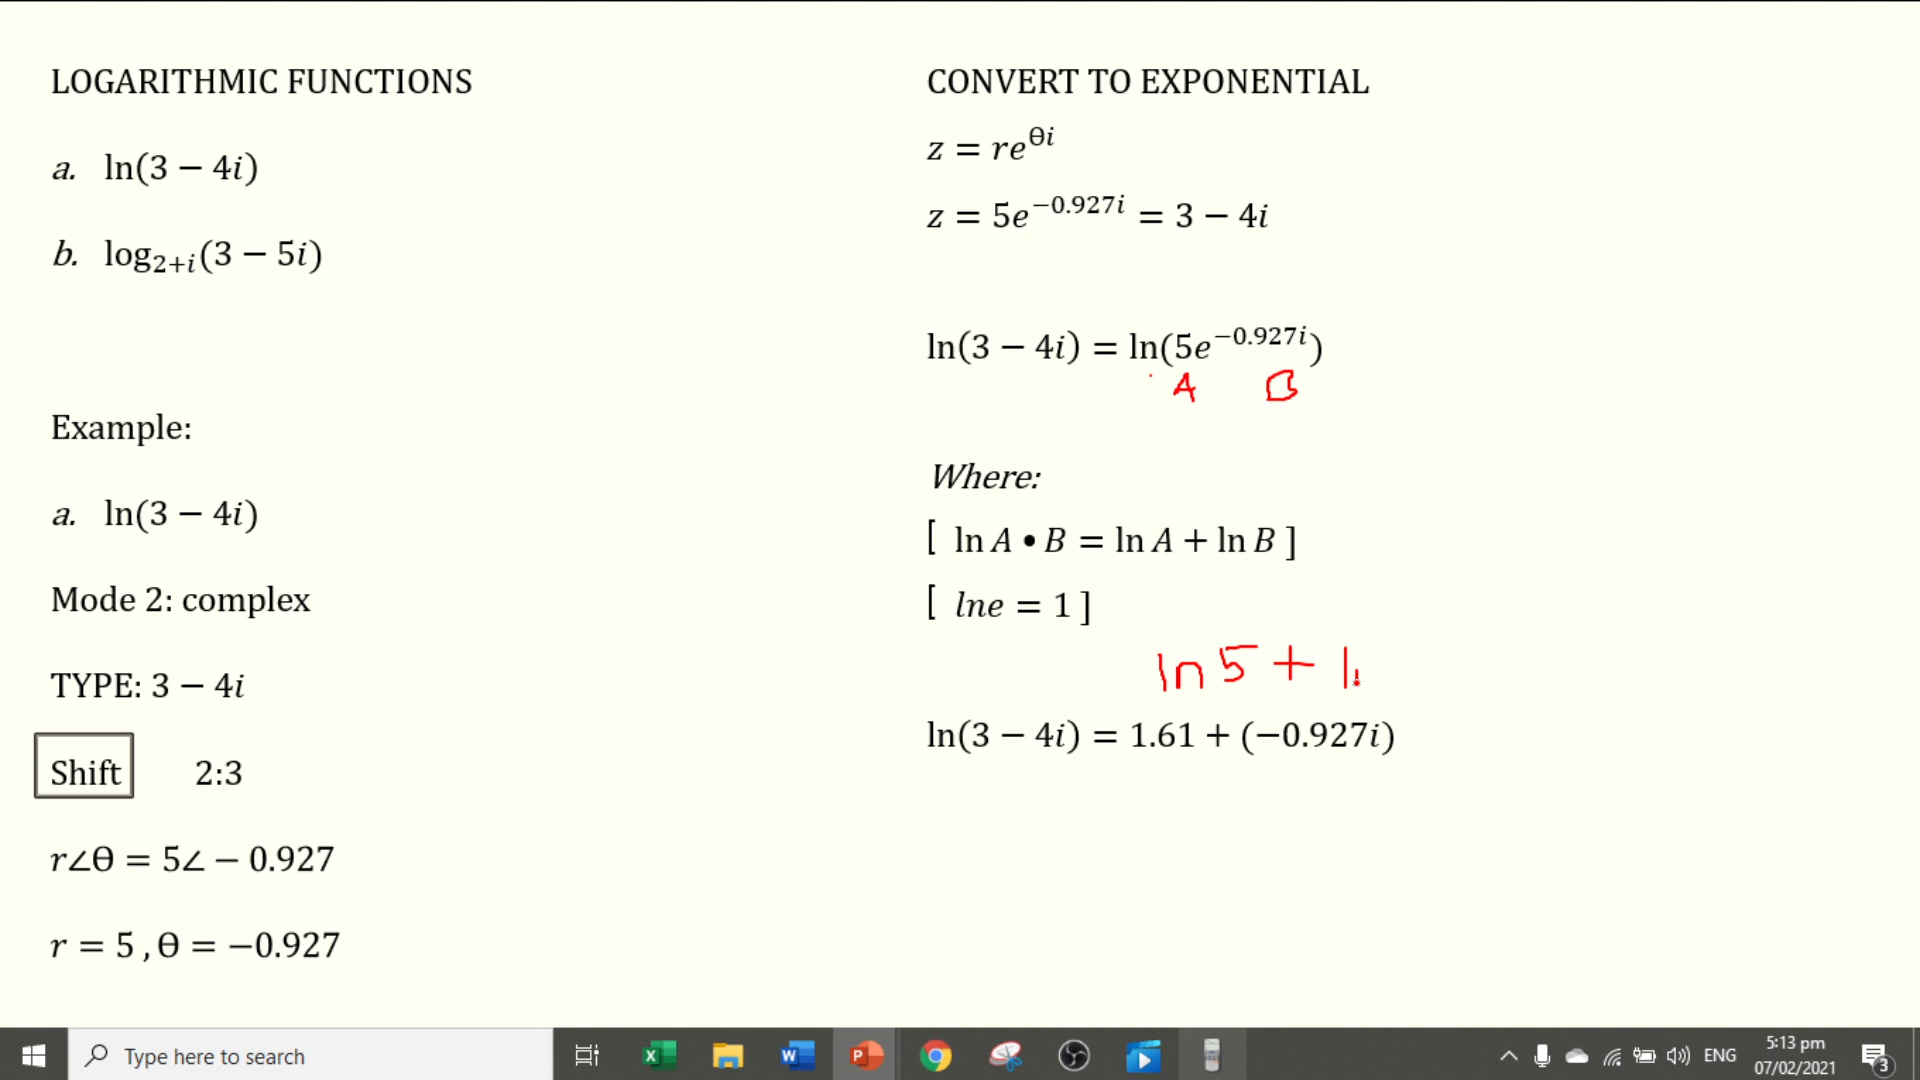 LOGARITHMIC FUNCTIONS
a. ln(3 − 4i)
b. log₂₊ᵢ(3 − 5i)
Example:
a. ln(3 − 4i)
Mode 2: complex
TYPE: 3 − 4i
Shift 2:3
r∠ϴ = 5∠ − 0.927
r = 5 , ϴ = −0.927
CONVERT TO EXPONENTIAL
z = re^ϴi
z = 5e^−0.927i = 3 − 4i
ln(3 − 4i) = ln(5e^−0.927i)
A B
Where:
[ ln A • B = ln A + ln B ]
[ lne = 1 ]
ln 5 + l
ln(3 − 4i) = 1.61 + (−0.927i)
Type here to search
ENG
5:13 pm
07/02/2021
3